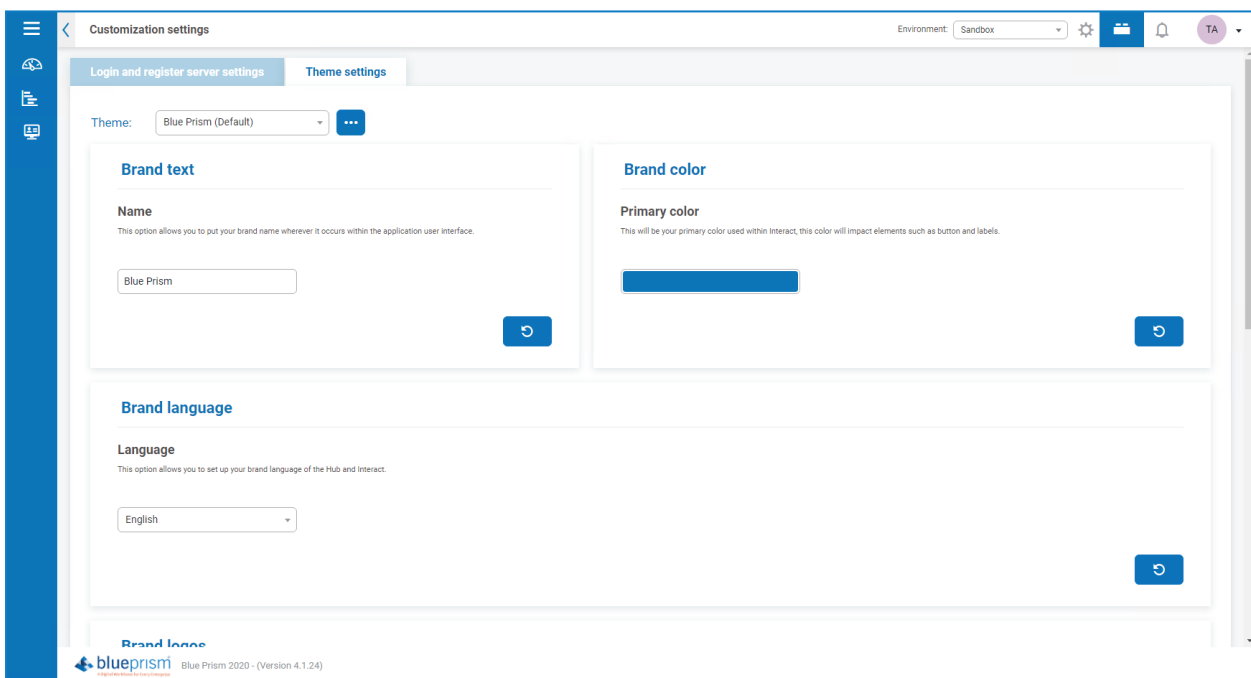 Customization settings
Environment:
Sandbox
TA
Login and register server settings
Theme settings
Theme:
Blue Prism (Default)
Brand text
Name
This option allows you to put your brand name wherever it occurs within the application user interface.
Blue Prism
Brand color
Primary color
This will be your primary color used within Interact, this color will impact elements such as button and labels.
Brand language
Language
This option allows you to set up your brand language of the Hub and Interact.
English
Brand logos
blueprism
Blue Prism 2020 - (Version 4.1.24)